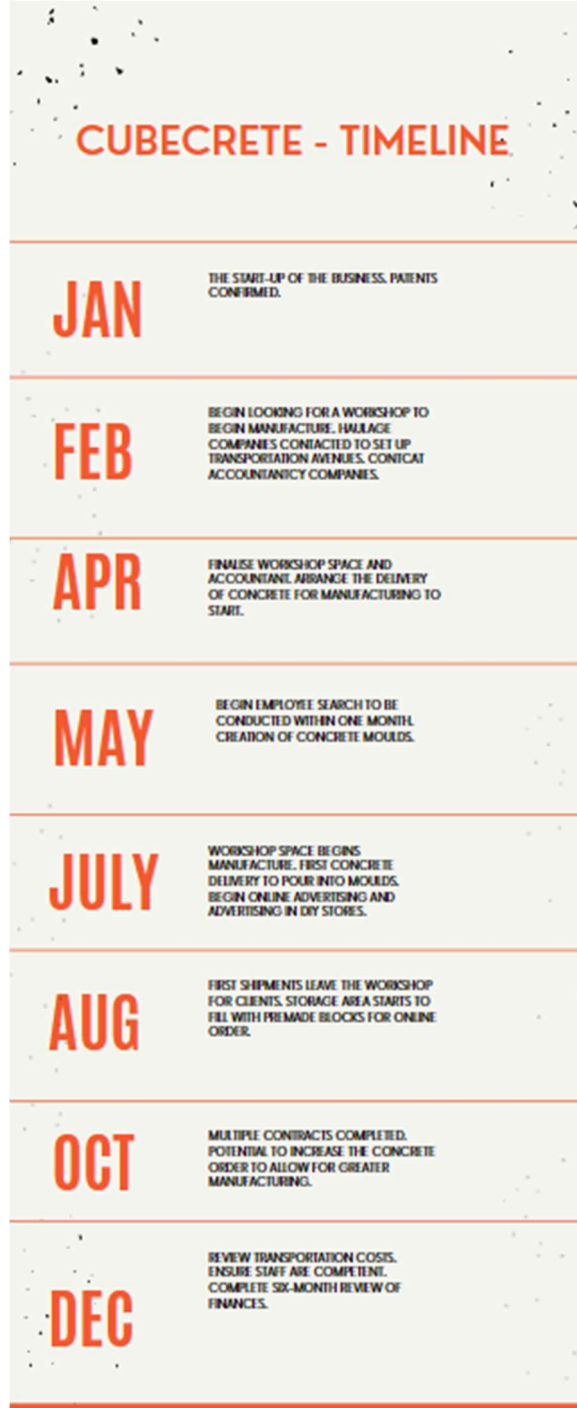 CUBECRETE - TIMELINE
JAN
THE START-UP OF THE BUSINESS. PATENTS
CONFIRMED.
FEB
BEGIN LOOKING FOR A WORKSHOP TO
BEGIN MANUFACTURE. HAULAGE
COMPANIES CONTACTED TO SET UP
TRANSPORTATION AVENUES. CONTCAT
ACCOUNTANTCY COMPANIES.
APR
FINALISE WORKSHOP SPACE AND
ACCOUNTANT. ARRANGE THE DELIVERY
OF CONCRETE FOR MANUFACTURING TO
START.
MAY
BEGIN EMPLOYEE SEARCH TO BE
CONDUCTED WITHIN ONE MONTH.
CREATION OF CONCRETE MOULDS.
JULY
WORKSHOP SPACE BEGINS
MANUFACTURE. FIRST CONCRETE
DELIVERY TO POUR INTO MOULDS.
BEGIN ONLINE ADVERTISING AND
ADVERTISING IN DIY STORES.
AUG
FIRST SHIPMENTS LEAVE THE WORKSHOP
FOR CLIENTS. STORAGE AREA STARTS TO
FILL WITH PREMADE BLOCKS FOR ONLINE
ORDER.
OCT
MULTIPLE CONTRACTS COMPLETED.
POTENTIAL TO INCREASE THE CONCRETE
ORDER TO ALLOW FOR GREATER
MANUFACTURING.
DEC
REVIEW TRANSPORTATION COSTS.
ENSURE STAFF ARE COMPETENT.
COMPLETE SIX-MONTH REVIEW OF
FINANCES.